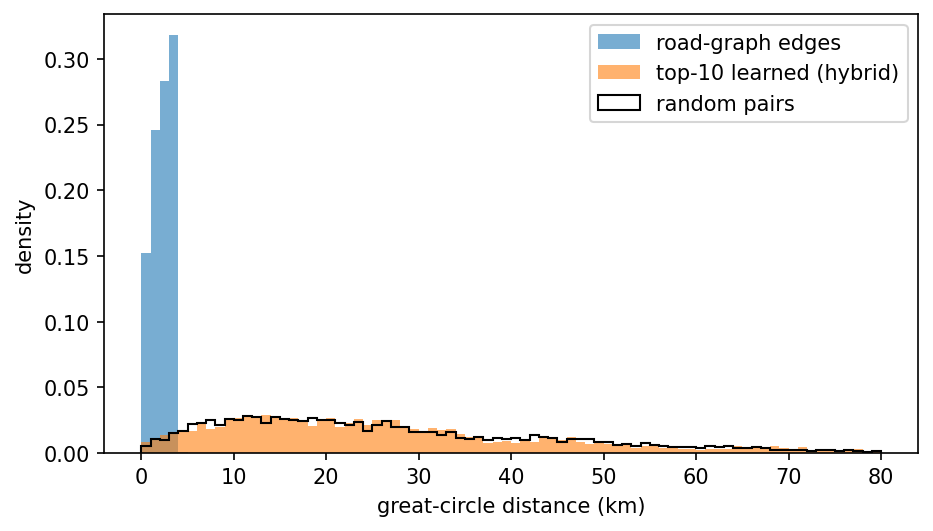 road-graph edges
top-10 learned (hybrid)
random pairs
density
0.30
0.25
0.20
0.15
0.10
0.05
0.00
0 10 20 30 40 50 60 70 80
great-circle distance (km)